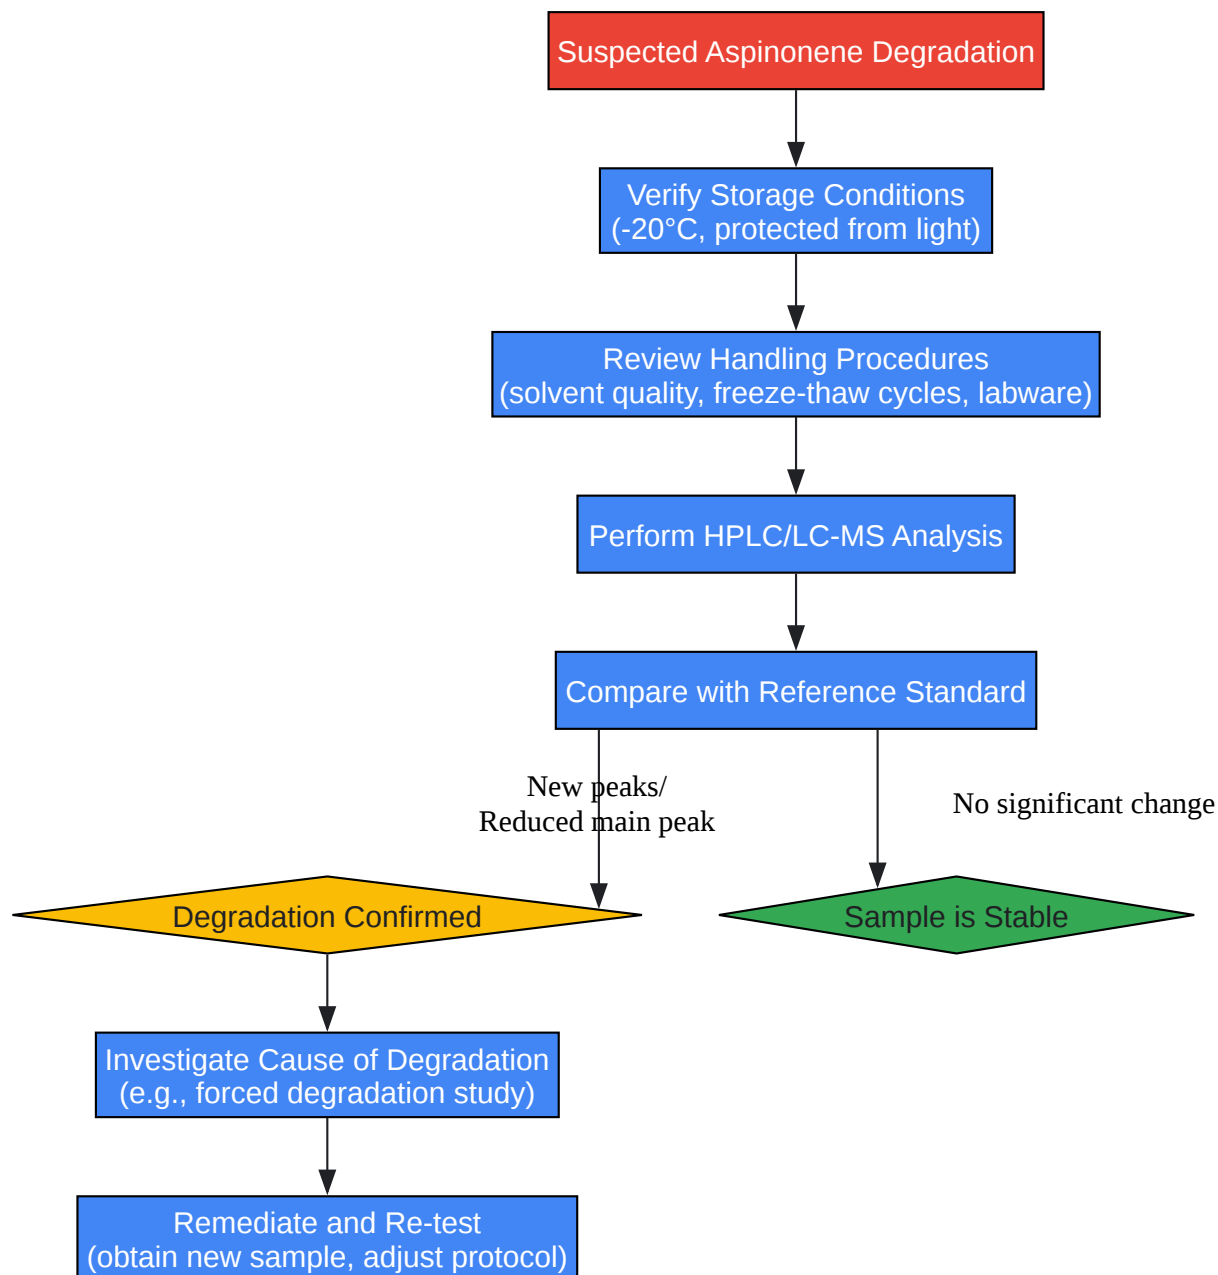 Suspected Aspinonene Degradation
Verify Storage Conditions
(-20°C, protected from light)
Review Handling Procedures
(solvent quality, freeze-thaw cycles, labware)
Perform HPLC/LC-MS Analysis
Compare with Reference Standard
New peaks/
Reduced main peak
No significant change
Degradation Confirmed
Sample is Stable
Investigate Cause of Degradation
(e.g., forced degradation study)
Remediate and Re-test
(obtain new sample, adjust protocol)